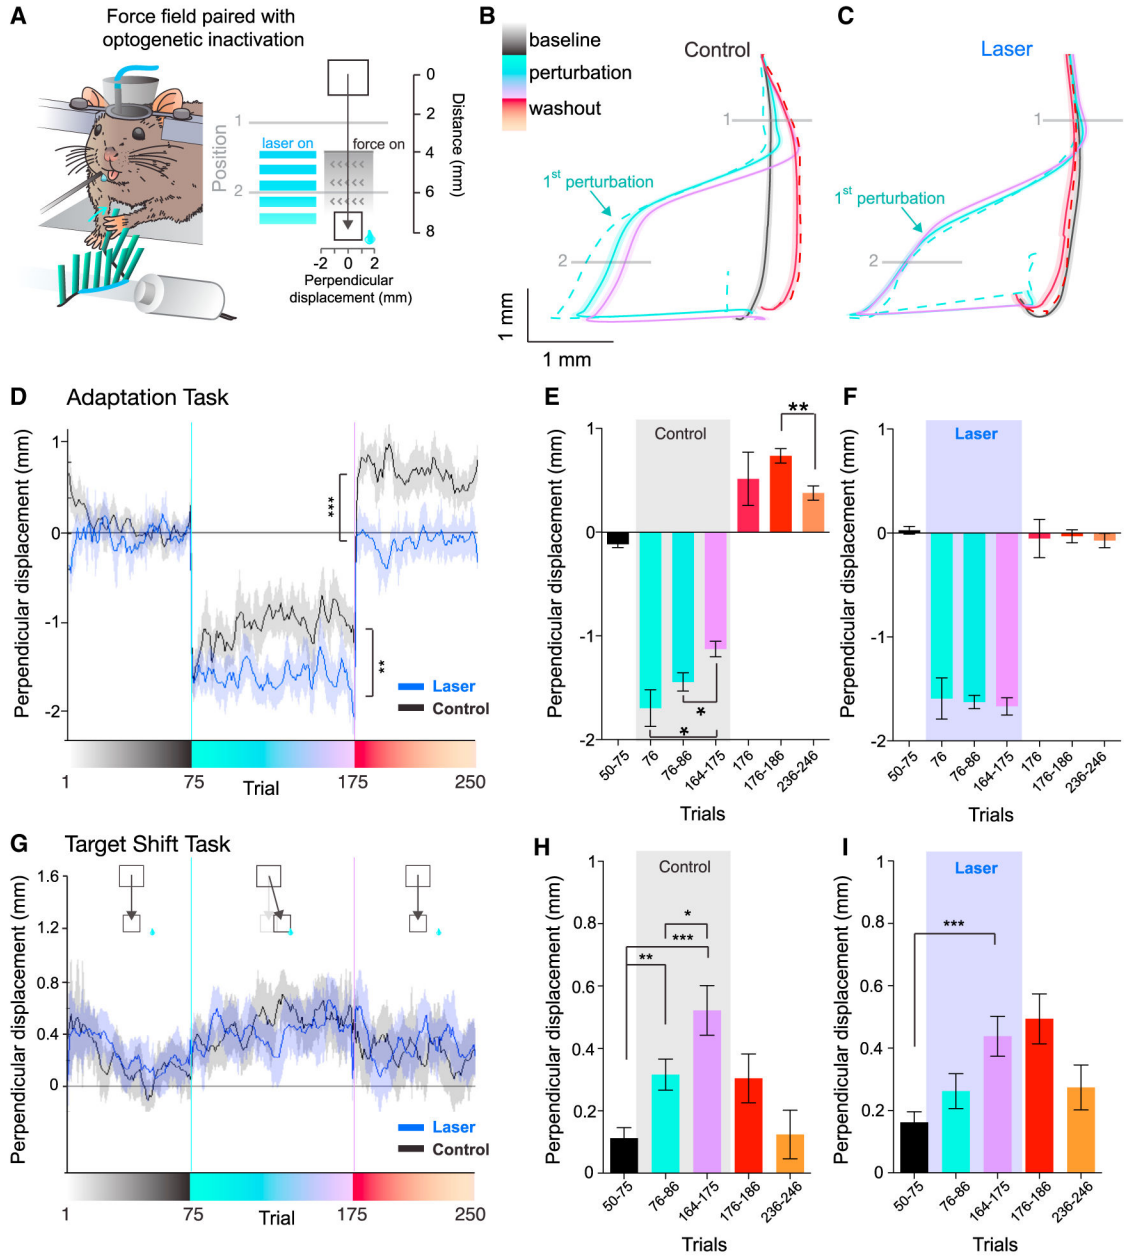 A
Force field paired with
optogenetic inactivation
Position
1
2
laser on
force on
0
2
4
6
8
Distance (mm)
-2 0 2
Perpendicular
displacement (mm)
B
baseline
perturbation
washout
Control
1
1st perturbation
2
1 mm
1 mm
C
Laser
1
1st perturbation
2
D
Adaptation Task
Perpendicular displacement (mm)
1
0
-1
-2
***
**
Laser
Control
1 75 175 250
Trial
E
Perpendicular displacement (mm)
1
0
-1
-2
Control
**
*
*
50-75 76 76-86 164-175 176 176-186 236-246
Trials
F
Perpendicular displacement (mm)
1
0
-1
-2
Laser
50-75 76 76-86 164-175 176 176-186 236-246
Trials
G
Target Shift Task
Perpendicular displacement (mm)
1.6
1.2
0.8
0.4
0
Laser
Control
1 75 175 250
Trial
H
Perpendicular displacement (mm)
1
0.8
0.6
0.4
0.2
0
Control
*
***
**
50-75 76-86 164-175 176-186 236-246
Trials
I
Perpendicular displacement (mm)
1
0.8
0.6
0.4
0.2
0
Laser
***
50-75 76-86 164-175 176-186 236-246
Trials